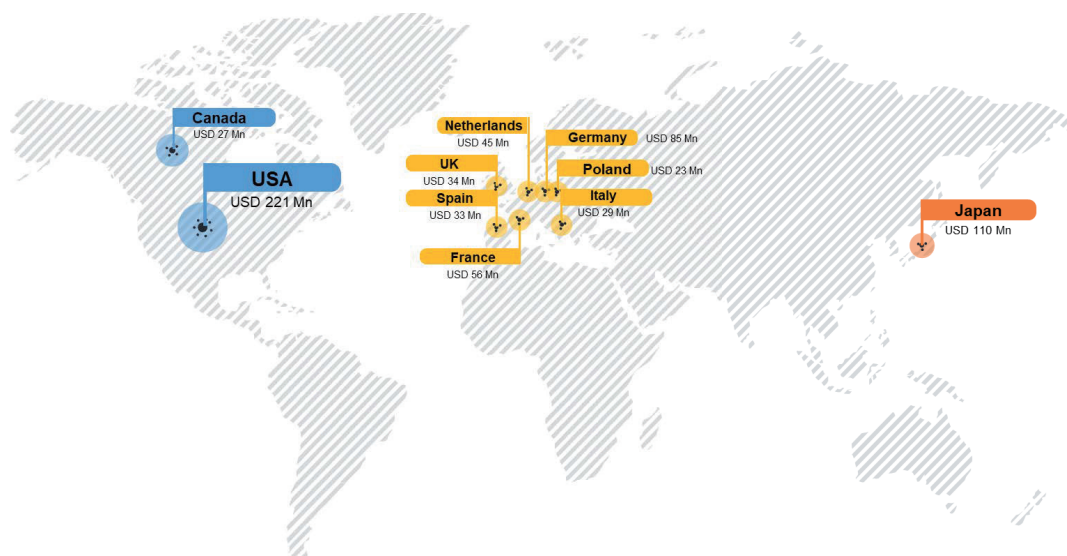 Canada
USD 27 Mn
USA
USD 221 Mn
Netherlands
USD 45 Mn
Germany
USD 85 Mn
UK
USD 34 Mn
Poland
USD 23 Mn
Spain
USD 33 Mn
Italy
USD 29 Mn
France
USD 56 Mn
Japan
USD 110 Mn